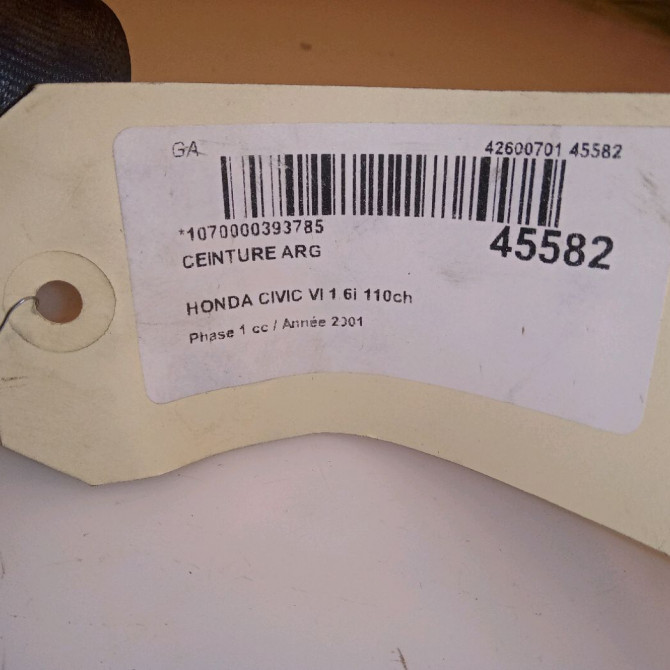 GA 42600701 45582
*1070000393785
45582
CEINTURE ARG
HONDA CIVIC VI 1.6i 110ch
Phase 1 cc / Année 2001